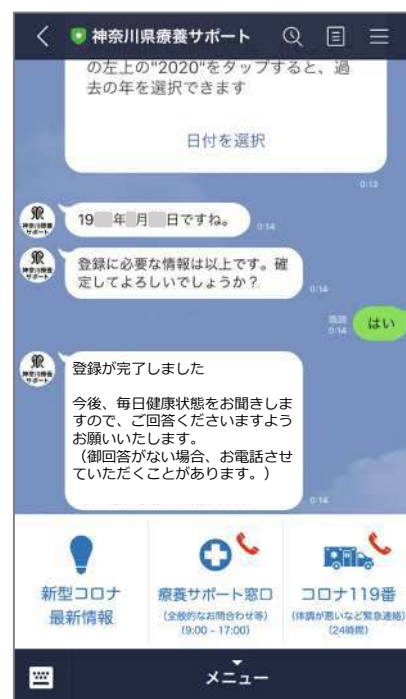 神奈川県療養サポート
の左上の"2020"をタップすると、過
去の年を選択できます
日付を選択
0:13
19 年 月 日ですね。
0:14
登録に必要な情報は以上です。確
定してよろしいでしょうか？
0:14
既読
0:14
はい
登録が完了しました
今後、毎日健康状態をお聞きしま
すので、ご回答くださいますよう
お願いいたします。
（御回答がない場合、お電話させ
ていただくことがあります。）
0:14
新型コロナ
最新情報
療養サポート窓口
(全般的なお問合わせ等)
(9:00 - 17:00)
コロナ119番
(体調が悪いなど緊急連絡)
(24時間)
メニュー